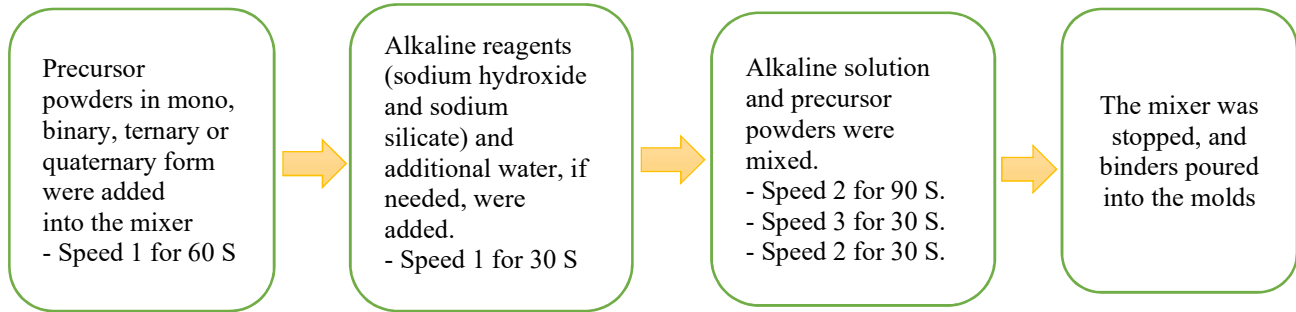 Precursor
powders in mono,
binary, ternary or
quaternary form
were added
into the mixer
- Speed 1 for 60 S
Alkaline reagents
(sodium hydroxide
and sodium
silicate) and
additional water, if
needed, were
added.
- Speed 1 for 30 S
Alkaline solution
and precursor
powders were
mixed.
- Speed 2 for 90 S.
- Speed 3 for 30 S.
- Speed 2 for 30 S.
The mixer was
stopped, and
binders poured
into the molds